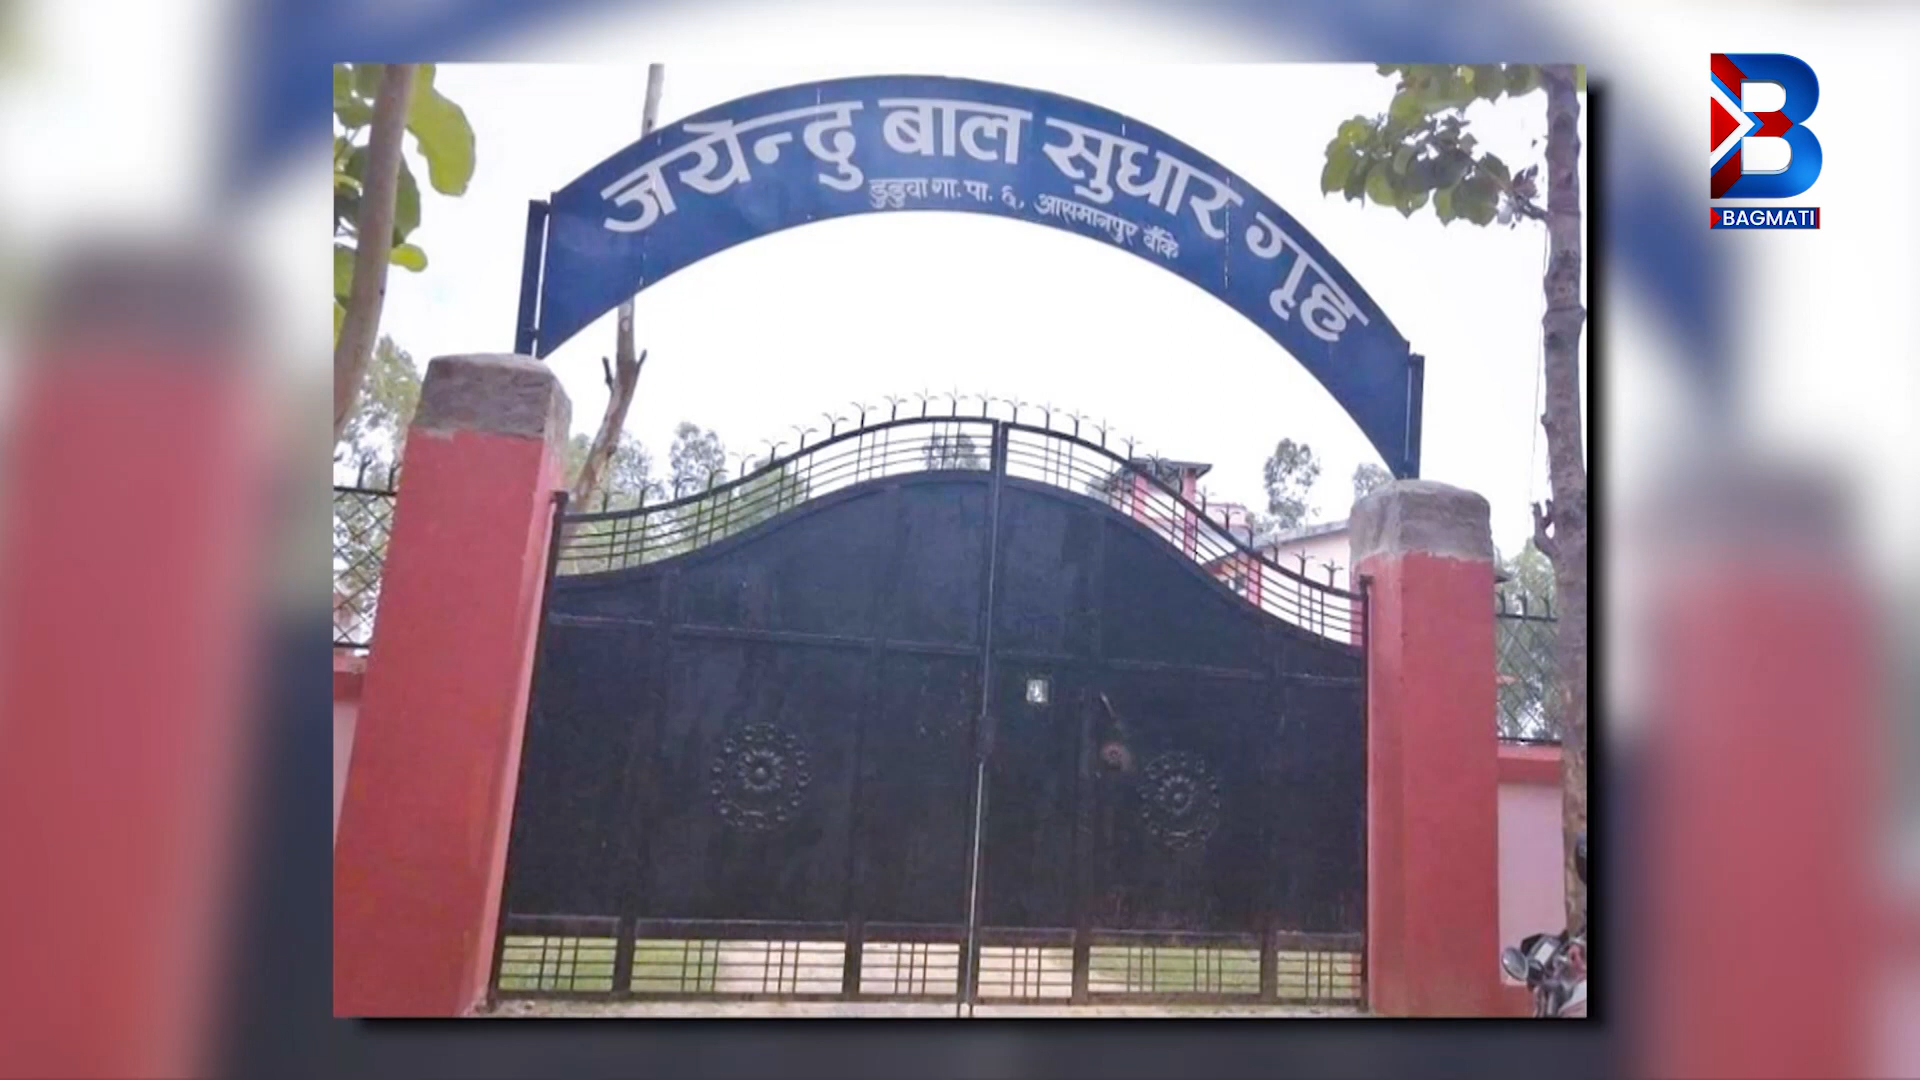 जयेन्दु बाल सुधार गृह
डुडुवा गा. पा. ६, आसमानपुर बाँके
B
BAGMATI